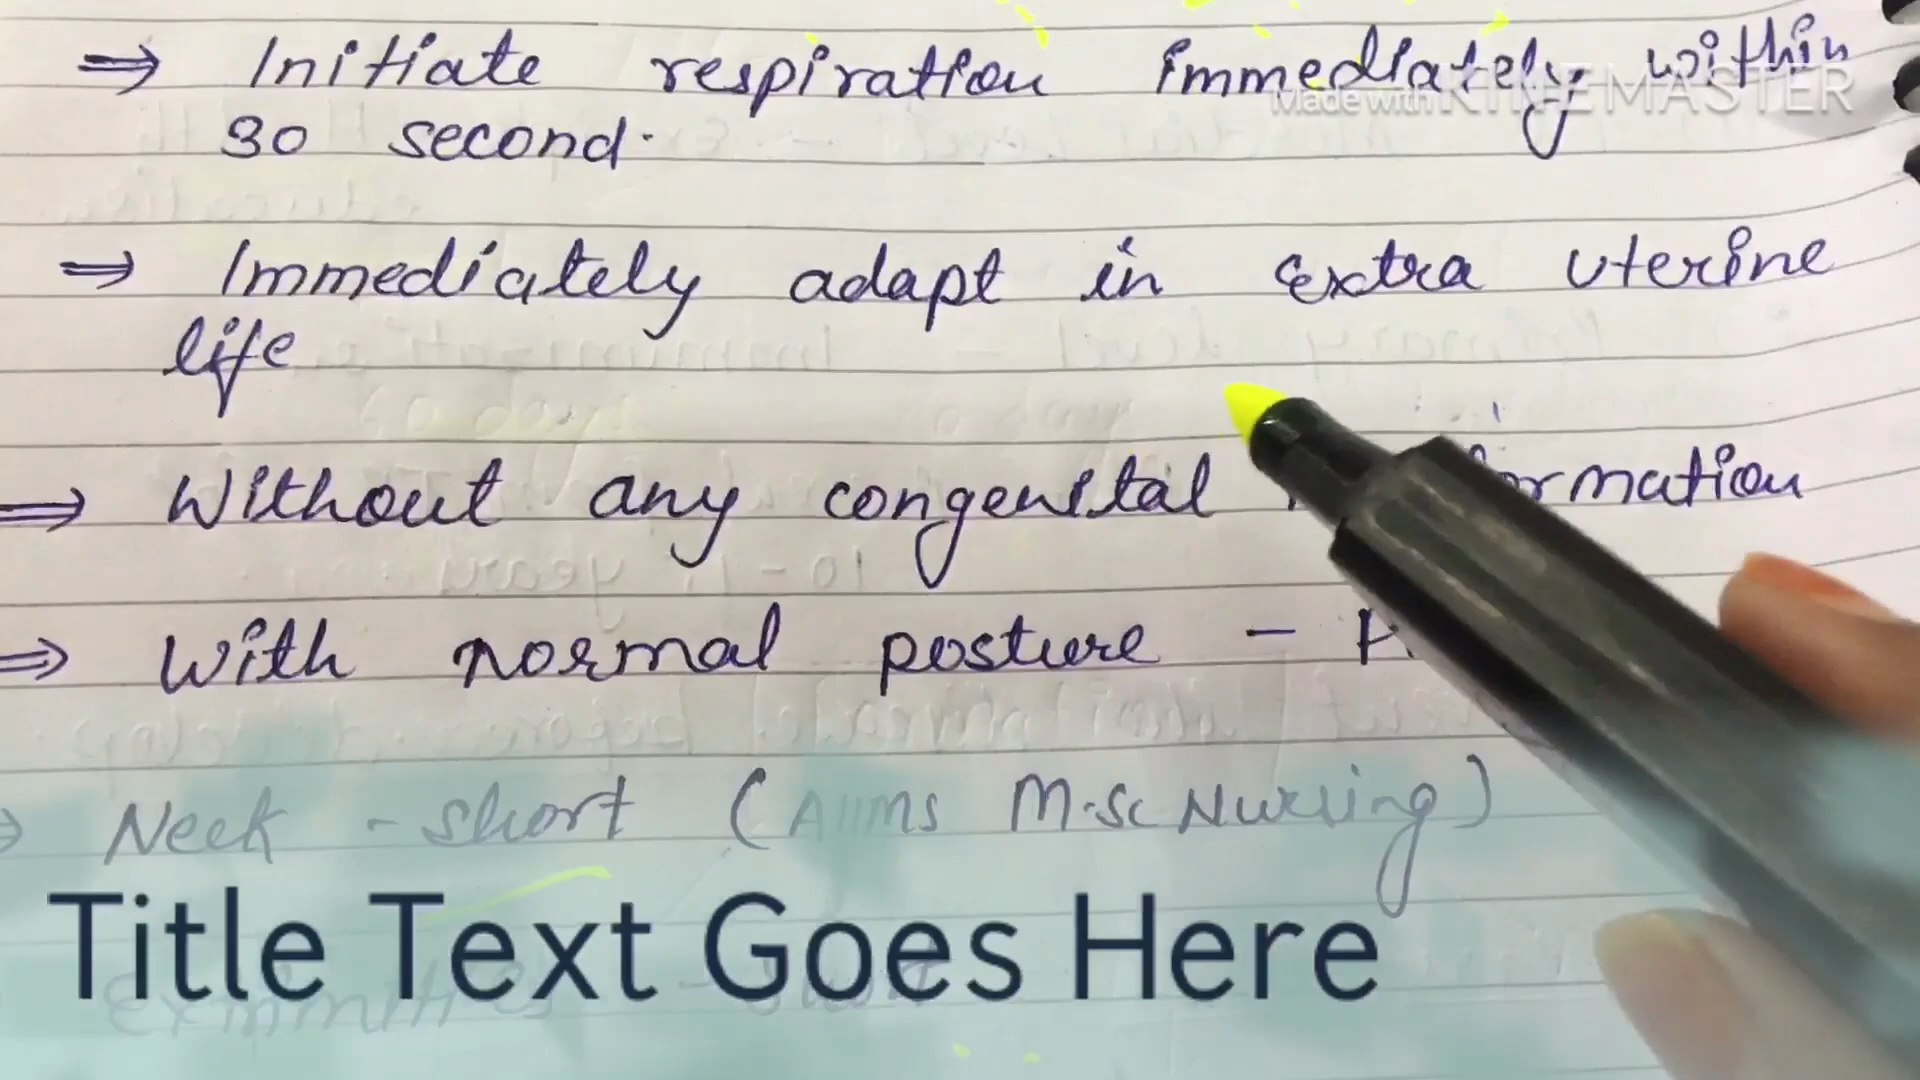 ⇒ Initiate respiration immediately within
Made with KINEMASTER
30 second.
⇒ Immediately adapt in extra uterine
life
⇒ Without any congenital
⇒ With normal posture -
⇒ Neck - short (AIIMS M.Sc Nursing)
Title Text Goes Here